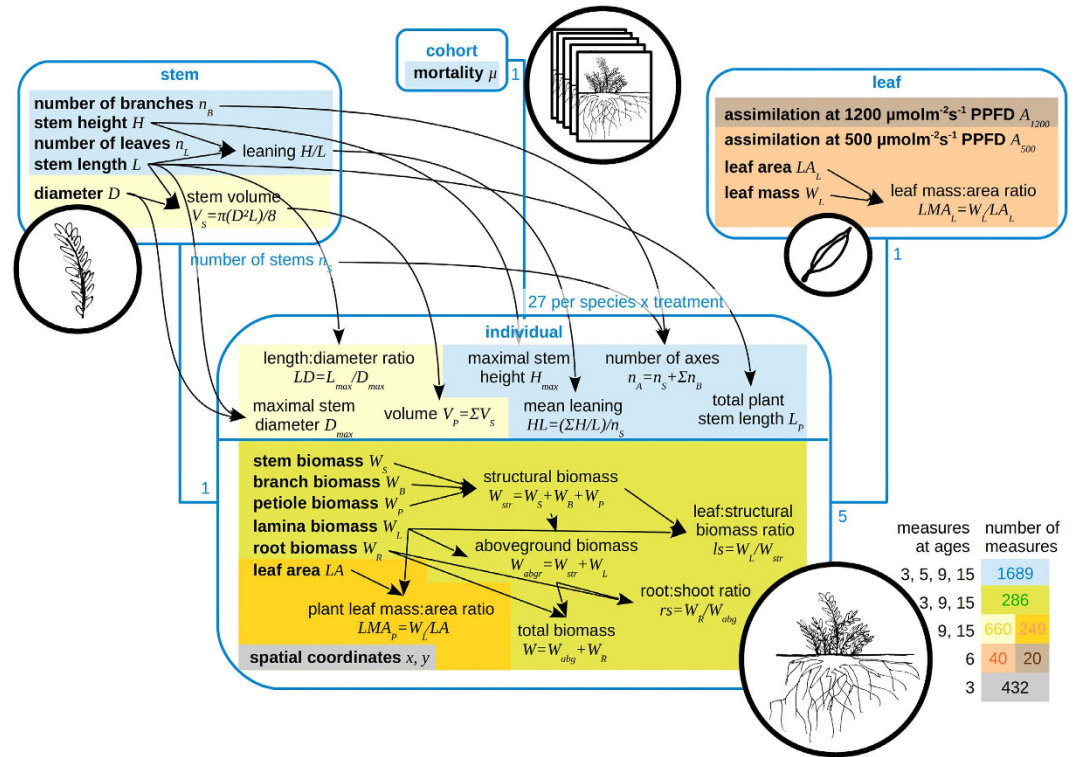 cohort
mortality μ
1
stem
number of branches n_B
stem height H
number of leaves n_L
stem length L
leaning H/L
diameter D
stem volume
V_S=π(D²L)/8
number of stems n_S
leaf
assimilation at 1200 µmolm⁻²s⁻¹ PPFD A_1200
assimilation at 500 µmolm⁻²s⁻¹ PPFD A_500
leaf area LA_L
leaf mass W_L
leaf mass:area ratio
LMA_L=W_L/LA_L
1
27 per species x treatment
individual
length:diameter ratio
LD=L_max/D_max
maximal stem
height H_max
number of axes
n_A=n_S+Σn_B
maximal stem
diameter D_max
volume V_P=ΣV_S
mean leaning
HL=(ΣH/L)/n_S
total plant
stem length L_P
1
5
stem biomass W_S
branch biomass W_B
petiole biomass W_P
lamina biomass W_L
root biomass W_R
leaf area LA
structural biomass
W_str=W_S+W_B+W_P
leaf:structural
biomass ratio
ls=W_L/W_str
aboveground biomass
W_abgr=W_str+W_L
root:shoot ratio
rs=W_R/W_abg
plant leaf mass:area ratio
LMA_P=W_L/LA
total biomass
W=W_abg+W_R
spatial coordinates x, y
measures
at ages
number of
measures
3, 5, 9, 15 1689
3, 9, 15 286
9, 15 660 249
6 40 20
3 432